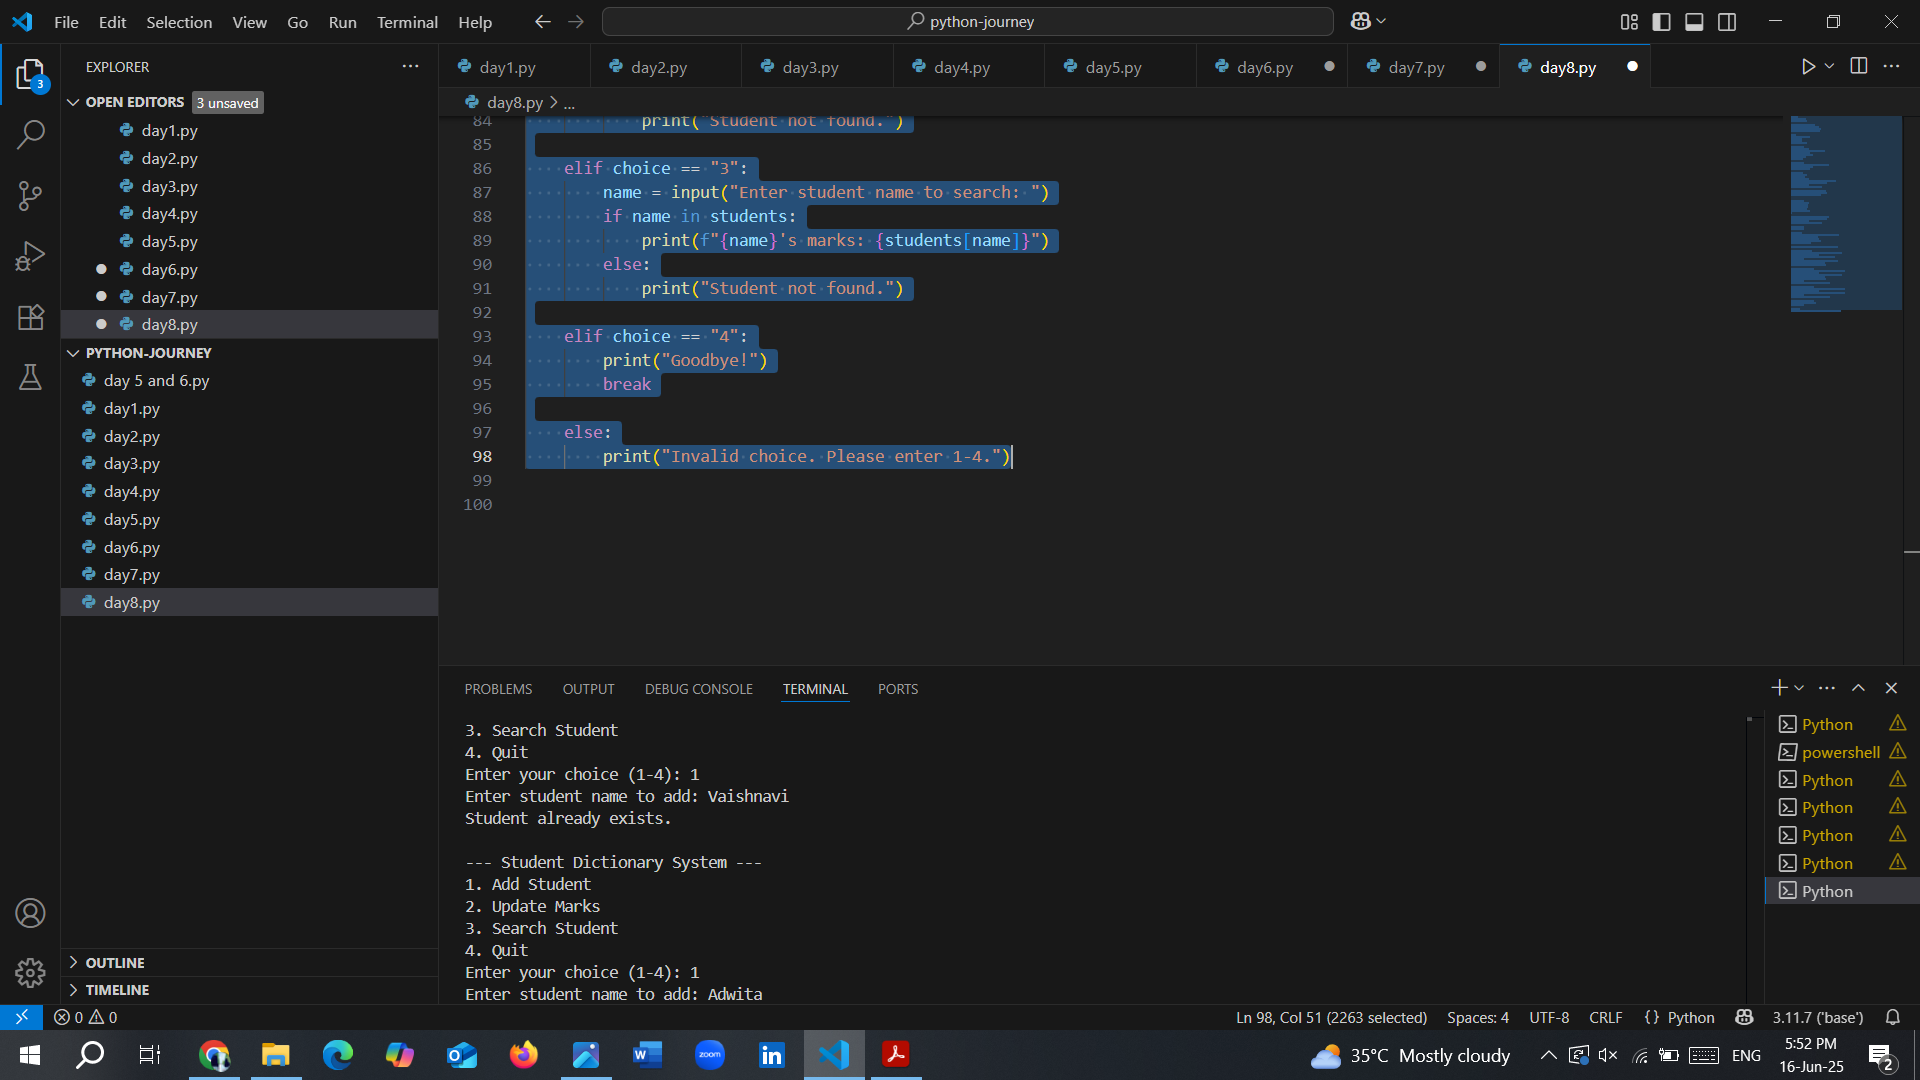 File Edit Selection View Go Run Terminal Help
python-journey
EXPLORER
OPEN EDITORS 3 unsaved
day1.py
day2.py
day3.py
day4.py
day5.py
day6.py
day7.py
day8.py
PYTHON-JOURNEY
day 5 and 6.py
day1.py
day2.py
day3.py
day4.py
day5.py
day6.py
day7.py
day8.py
OUTLINE
TIMELINE
3
day1.py day2.py day3.py day4.py day5.py day6.py day7.py day8.py
day8.py > ...
84 print("Student not found.")
85
86 elif choice == "3":
87 name = input("Enter student name to search: ")
88 if name in students:
89 print(f"{name}'s marks: {students[name]}")
90 else:
91 print("Student not found.")
92
93 elif choice == "4":
94 print("Goodbye!")
95 break
96
97 else:
98 print("Invalid choice. Please enter 1-4.")
99
100
PROBLEMS OUTPUT DEBUG CONSOLE TERMINAL PORTS
3. Search Student
4. Quit
Enter your choice (1-4): 1
Enter student name to add: Vaishnavi
Student already exists.
--- Student Dictionary System ---
1. Add Student
2. Update Marks
3. Search Student
4. Quit
Enter your choice (1-4): 1
Enter student name to add: Adwita
Python
powershell
Python
Python
Python
Python
Python
0 0
Ln 98, Col 51 (2263 selected) Spaces: 4 UTF-8 CRLF {} Python 3.11.7 ('base')
zoom
35°C Mostly cloudy
ENG
5:52 PM
16-Jun-25
2